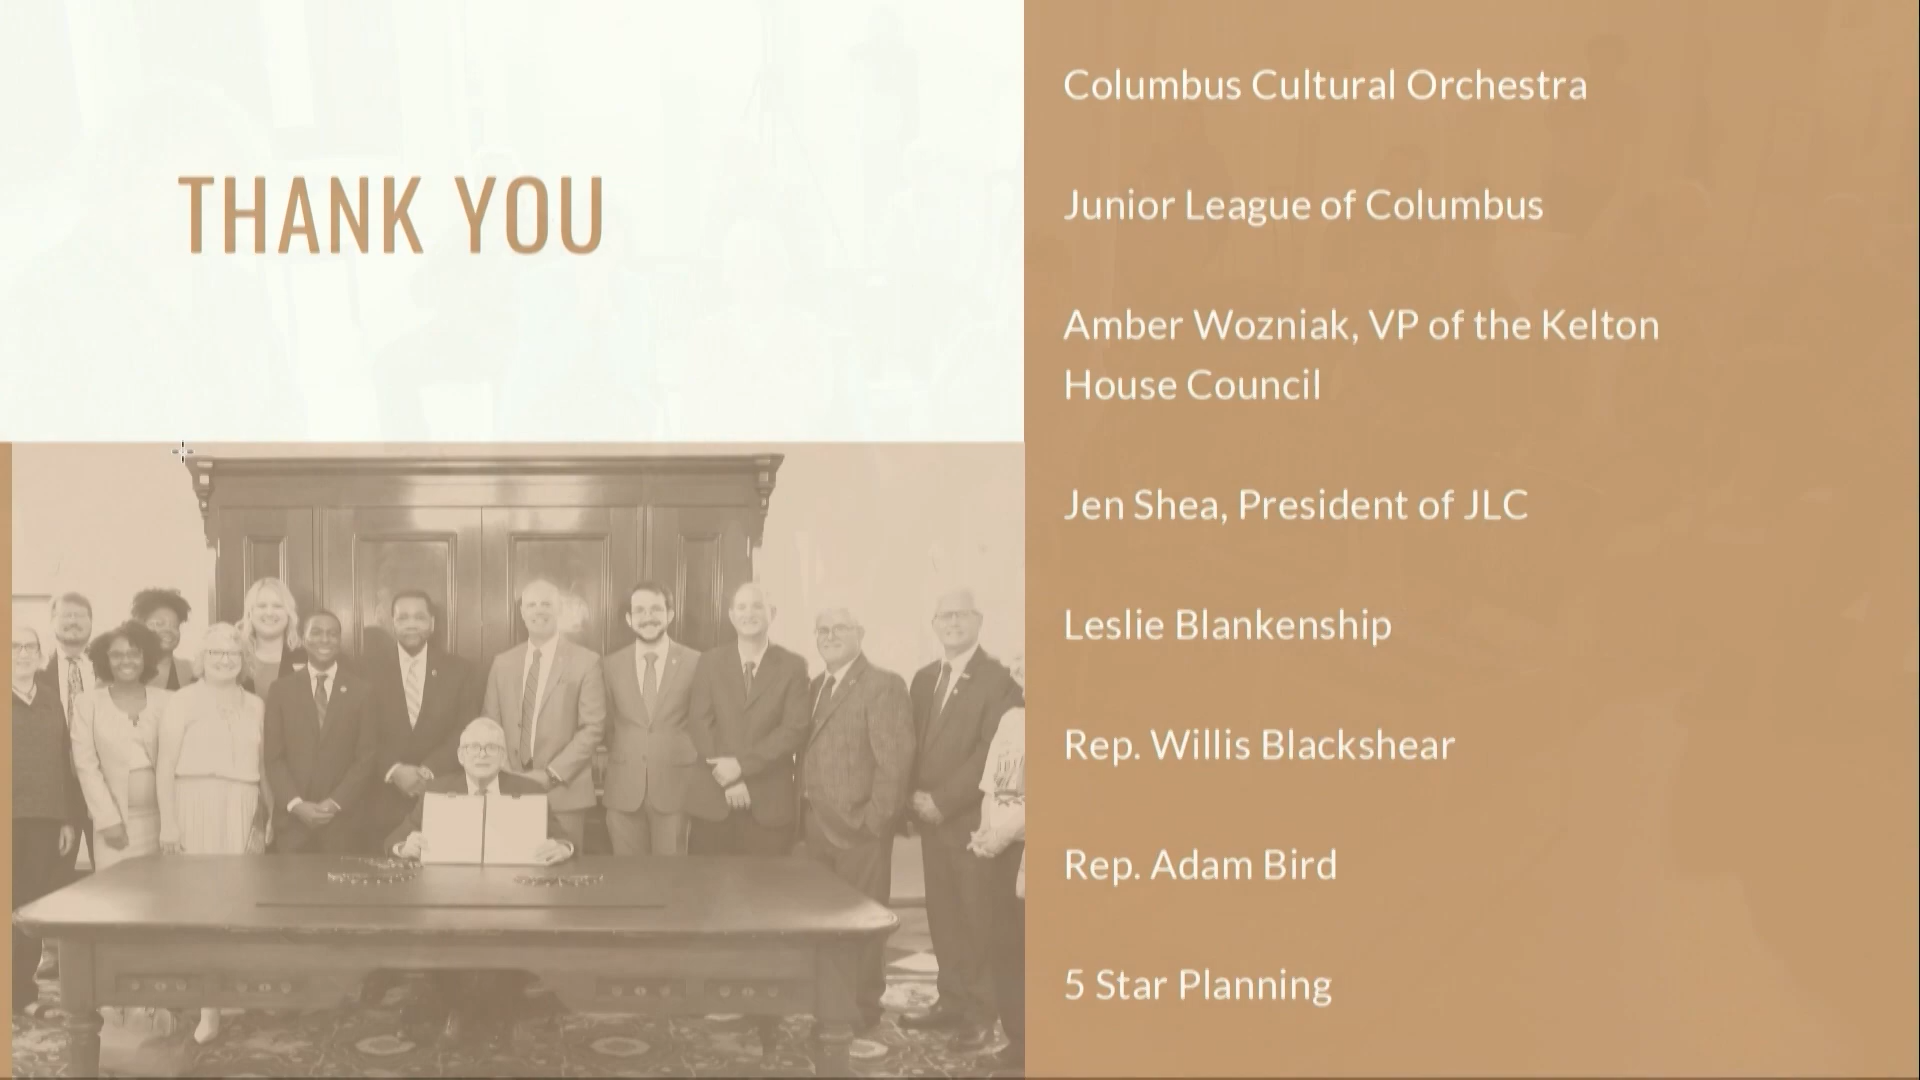 THANK YOU
Columbus Cultural Orchestra
Junior League of Columbus
Amber Wozniak, VP of the Kelton
House Council
Jen Shea, President of JLC
Leslie Blankenship
Rep. Willis Blackshear
Rep. Adam Bird
5 Star Planning